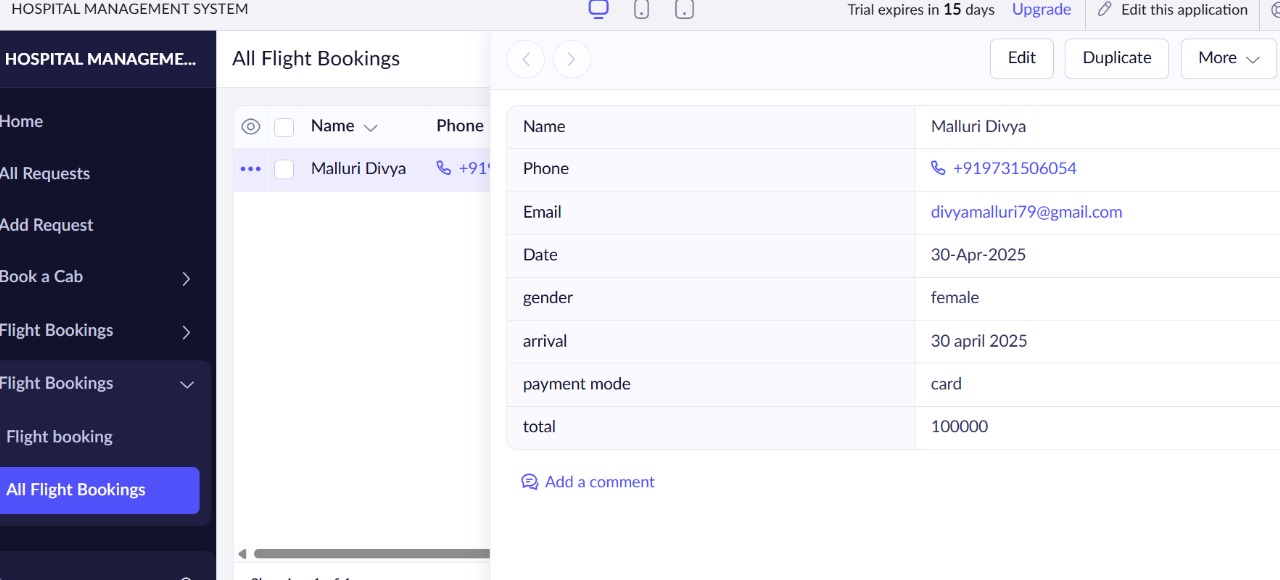 HOSPITAL MANAGEMENT SYSTEM
Trial expires in 15 days Upgrade Edit this application
HOSPITAL MANAGEME...
All Flight Bookings
Edit Duplicate More
Home
All Requests
Add Request
Book a Cab
Flight Bookings
Flight Bookings
Flight booking
All Flight Bookings
Name Phone
Malluri Divya +919
Name Malluri Divya
Phone +919731506054
Email divyamalluri79@gmail.com
Date 30-Apr-2025
gender female
arrival 30 april 2025
payment mode card
total 100000
Add a comment